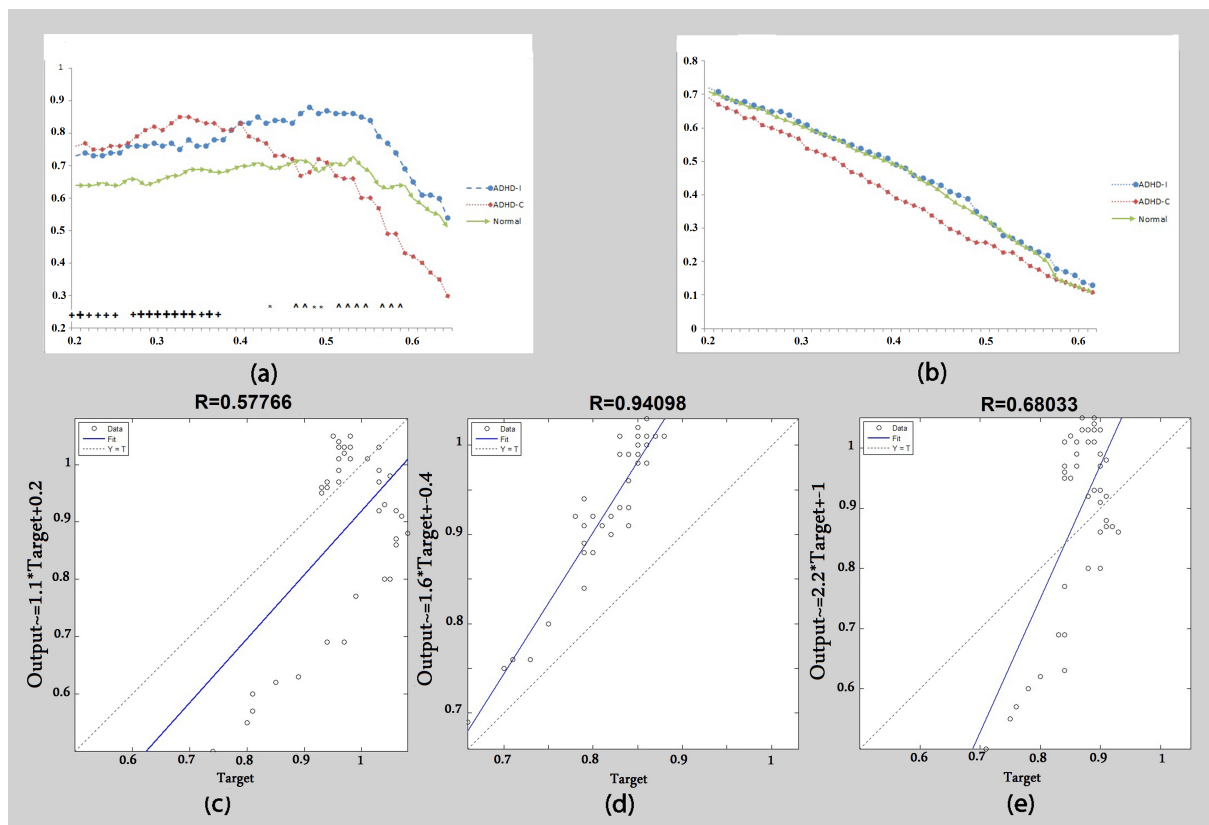 1
0.9
0.8
0.7
0.6
0.5
0.4
0.3
0.2
ADHD-I
ADHD-C
Normal
* ^ ^ * * ^ ^ ^ ^ ^ ^ ^
+ + + + + + + + + + + + + + + + +
0.2 0.3 0.4 0.5 0.6
(a)
0.8
0.7
0.6
0.5
0.4
0.3
0.2
0.1
0
ADHD-I
ADHD-C
Normal
0.2 0.3 0.4 0.5 0.6
(b)
R=0.57766
Output~=1.1*Target+0.2
Data
Fit
Y = T
1
0.9
0.8
0.7
0.6
0.6 0.7 0.8 0.9 1
Target
(c)
R=0.94098
Output~=1.6*Target+-0.4
Data
Fit
Y = T
1
0.9
0.8
0.7
0.7 0.8 0.9 1
Target
(d)
R=0.68033
Output~=2.2*Target+-1
Data
Fit
Y = T
1
0.9
0.8
0.7
0.6
0.6 0.7 0.8 0.9 1
Target
(e)